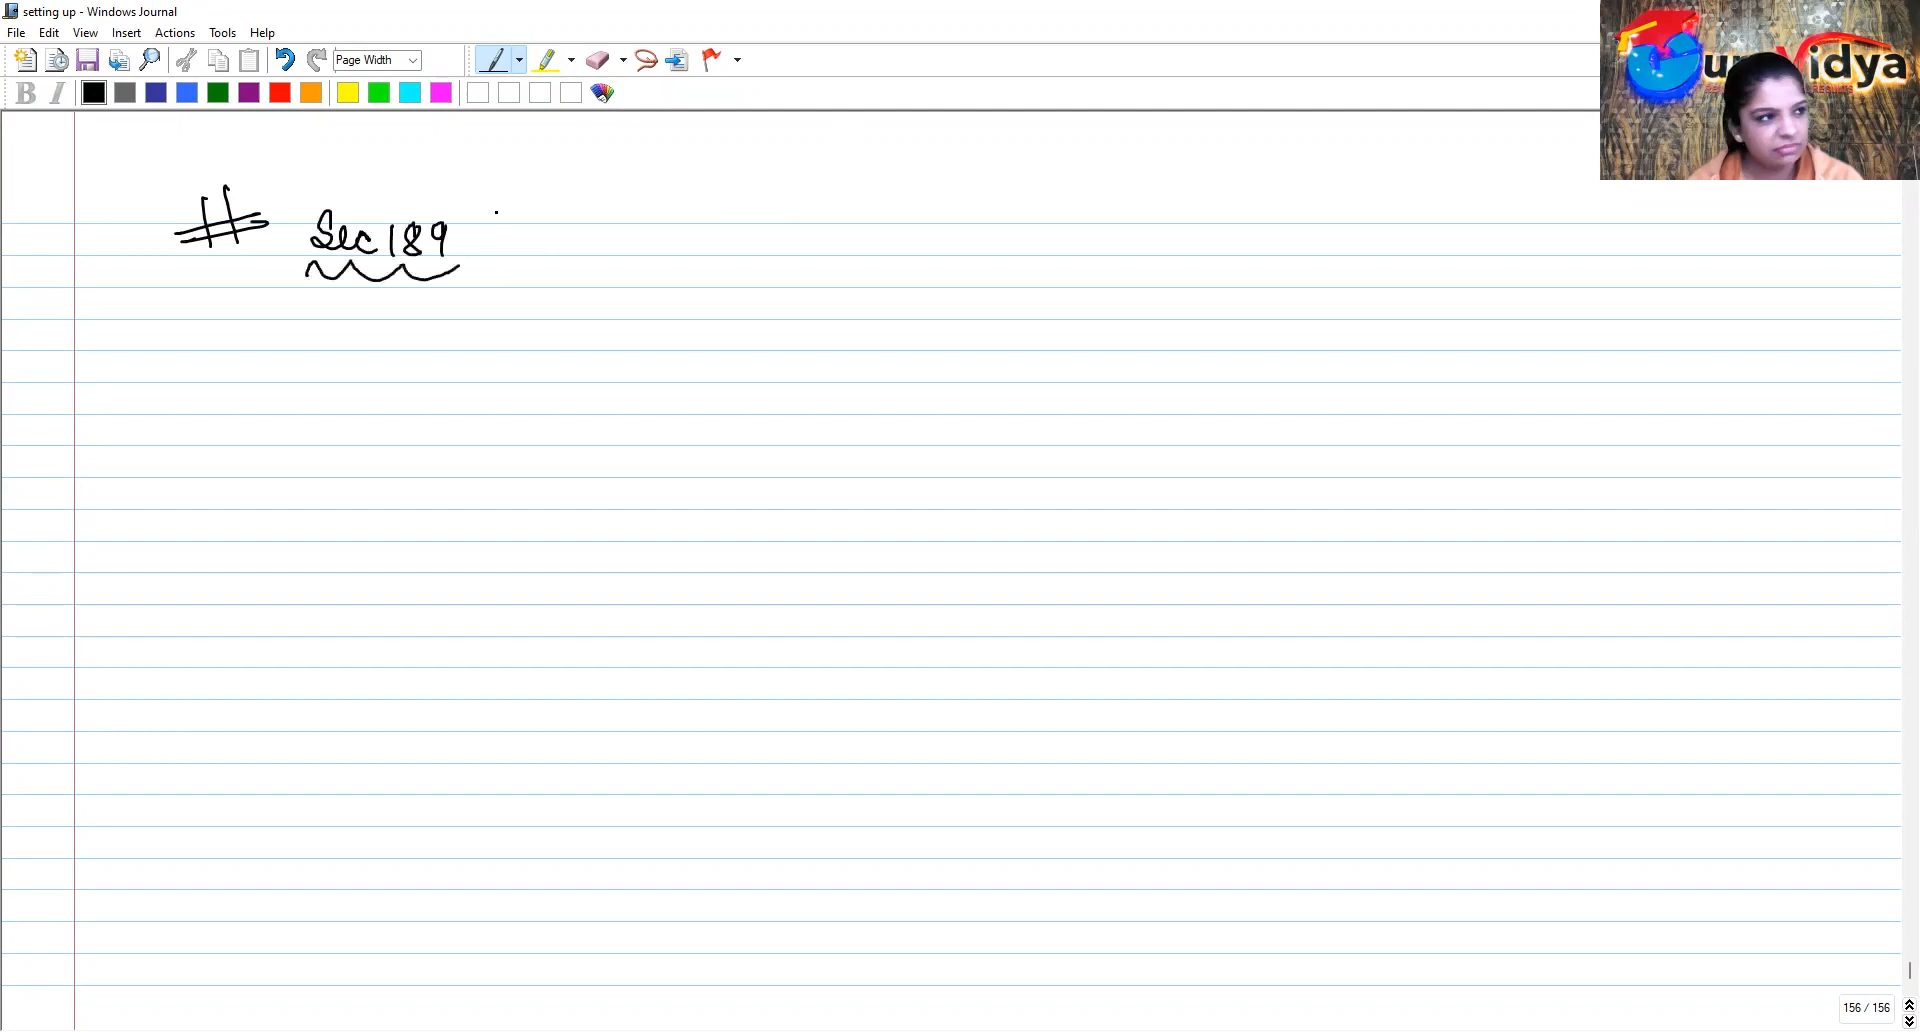 setting up - Windows Journal
File Edit View Insert Actions Tools Help
Page Width
B I
# Sec 189
156 / 156